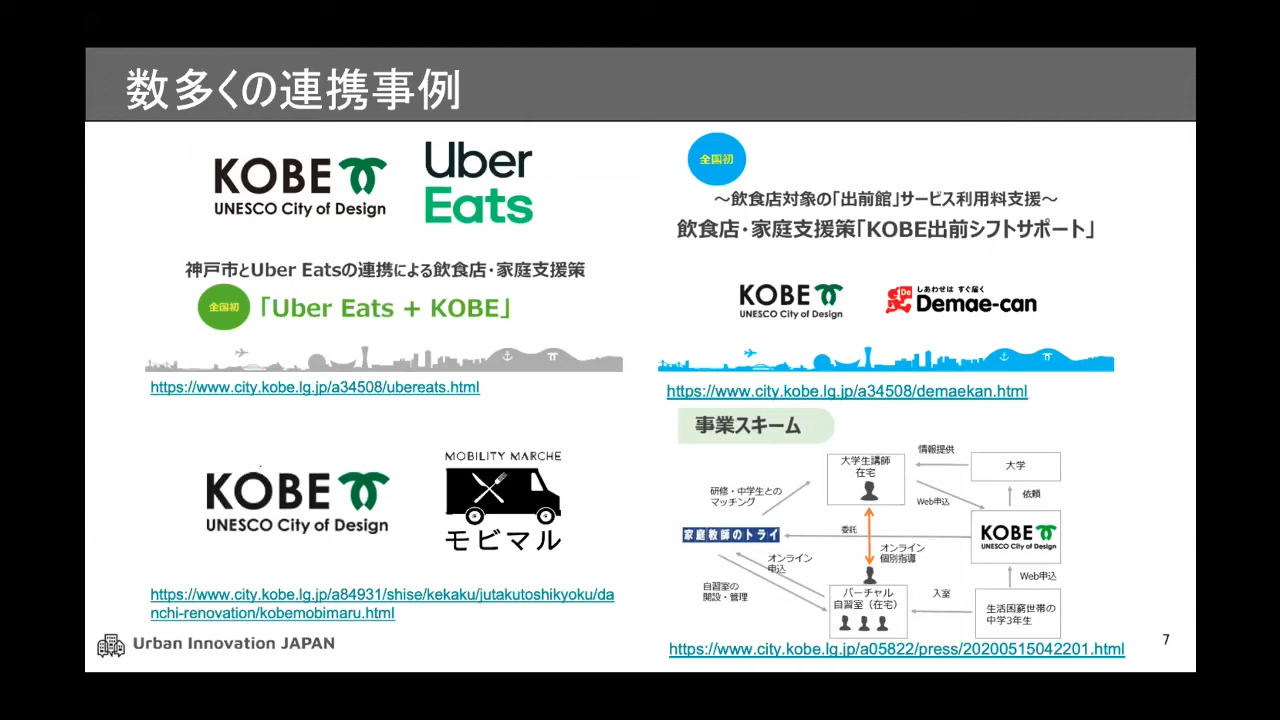 数多くの連携事例
KOBE
UNESCO City of Design
Uber
Eats
神戸市とUber Eatsの連携による飲食店・家庭支援策
全国初
「Uber Eats + KOBE」
https://www.city.kobe.lg.jp/a34508/ubereats.html
全国初
～飲食店対象の「出前館」サービス利用料支援～
飲食店・家庭支援策「KOBE出前シフトサポート」
KOBE
UNESCO City of Design
しあわせは すぐ届く
De
Demae-can
https://www.city.kobe.lg.jp/a34508/demaekan.html
KOBE
UNESCO City of Design
MOBILITY MARCHE
モビマル
https://www.city.kobe.lg.jp/a84931/shise/kekaku/jutakutoshikyoku/da
nchi-renovation/kobemobimaru.html
事業スキーム
大学生講師
在宅
情報提供
大学
研修・中学生との
マッチング
Web申込
依頼
家庭教師のトライ
委託
KOBE
UNESCO City of Design
オンライン
個別指導
オンライン
申込
Web申込
自習室の
開設・管理
バーチャル
自習室（在宅）
入室
生活困窮世帯の
中学3年生
https://www.city.kobe.lg.jp/a05822/press/20200515042201.html
Urban Innovation JAPAN
7